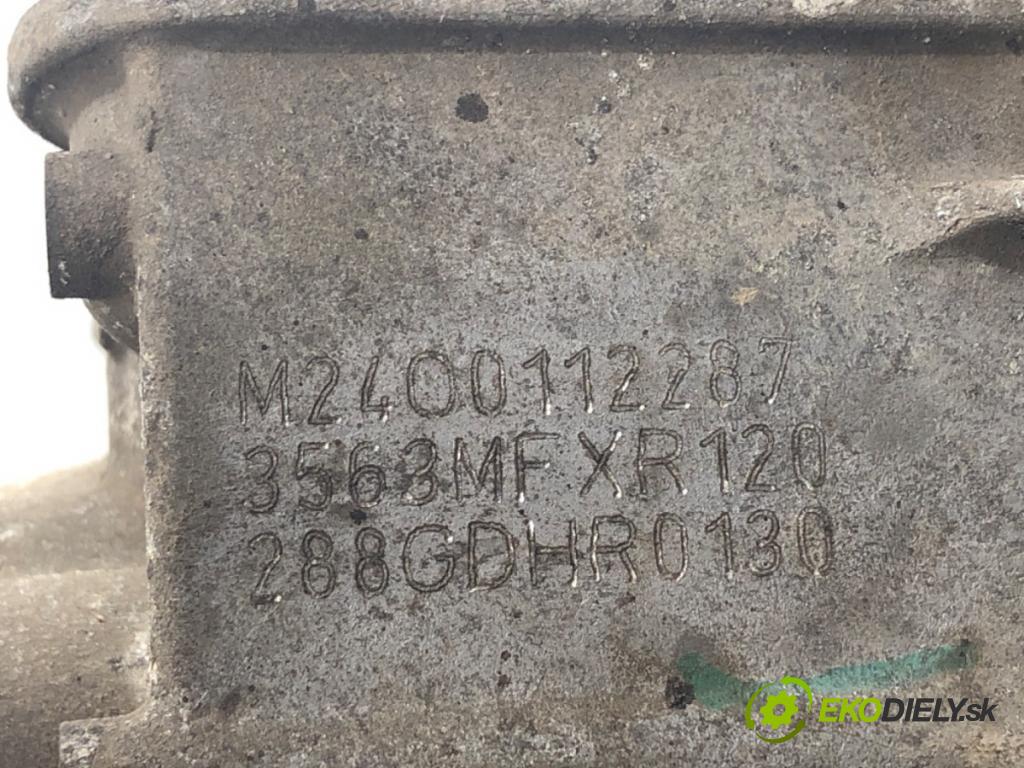 M2400112287
3563MFXR120
288GDHR0130
EKODIELY.sk